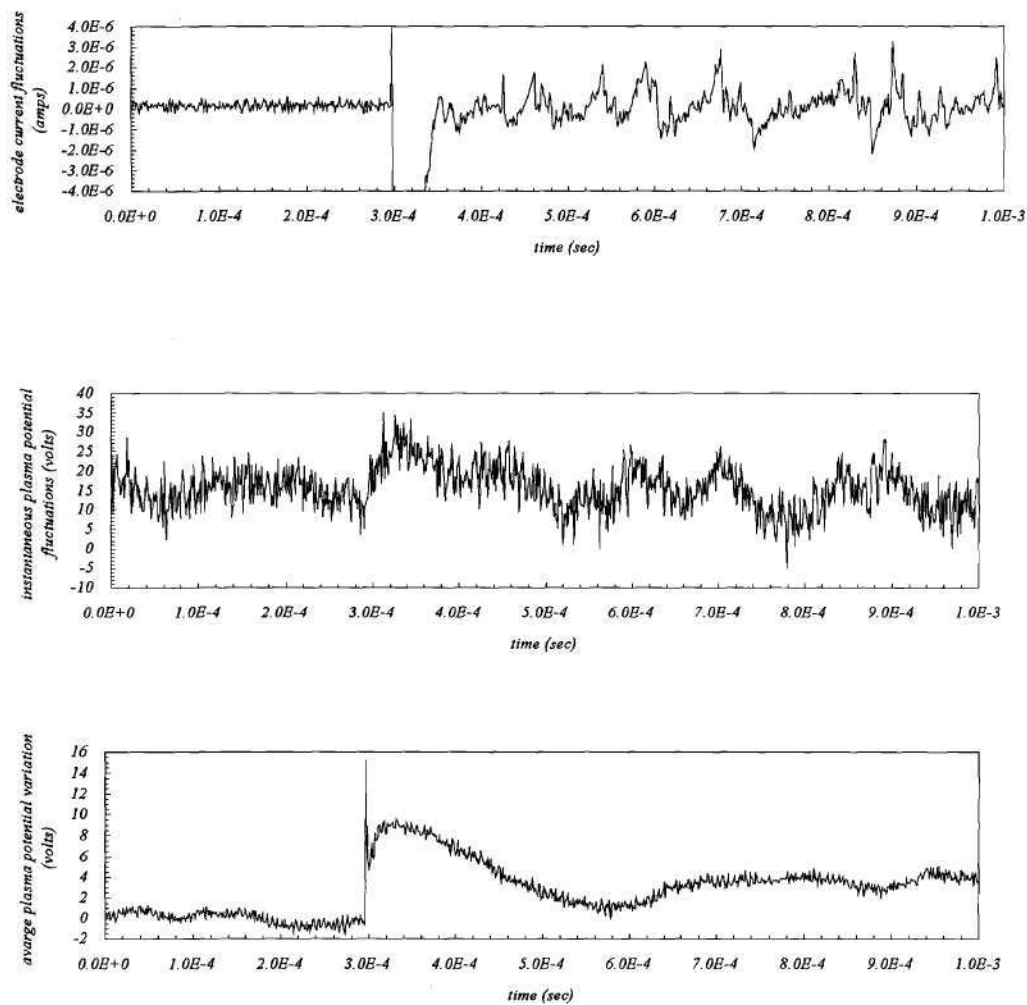 electrode current fluctuations
(amps)
4.0E-6
3.0E-6
2.0E-6
1.0E-6
0.0E+0
-1.0E-6
-2.0E-6
-3.0E-6
-4.0E-6
0.0E+0 1.0E-4 2.0E-4 3.0E-4 4.0E-4 5.0E-4 6.0E-4 7.0E-4 8.0E-4 9.0E-4 1.0E-3
time (sec)
instantaneous plasma potential
fluctuations (volts)
40
35
30
25
20
15
10
5
0
-5
-10
0.0E+0 1.0E-4 2.0E-4 3.0E-4 4.0E-4 5.0E-4 6.0E-4 7.0E-4 8.0E-4 9.0E-4 1.0E-3
time (sec)
avarge plasma potential variation
(volts)
16
14
12
10
8
6
4
2
0
-2
0.0E+0 1.0E-4 2.0E-4 3.0E-4 4.0E-4 5.0E-4 6.0E-4 7.0E-4 8.0E-4 9.0E-4 1.0E-3
time (sec)